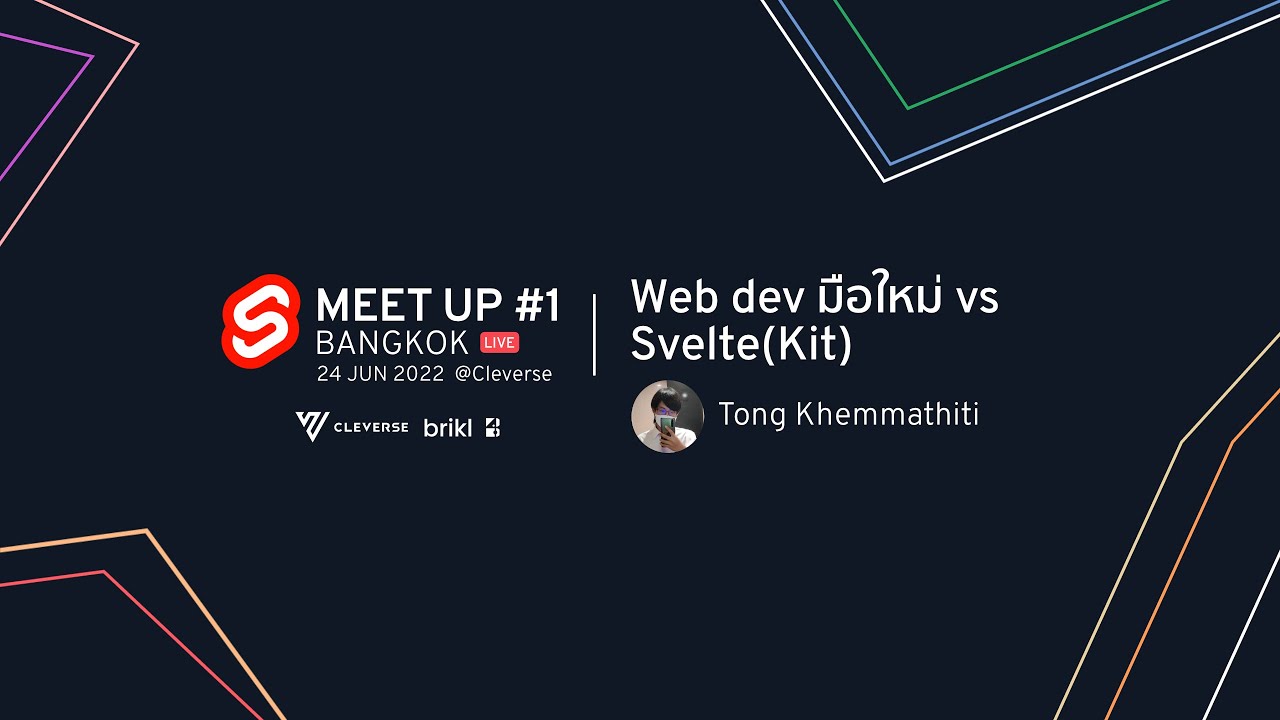 MEET UP #1
BANGKOK LIVE
24 JUN 2022 @Cleverse
CLEVERSE brikl
Web dev มือใหม่ vs
Svelte(Kit)
Tong Khemmathiti